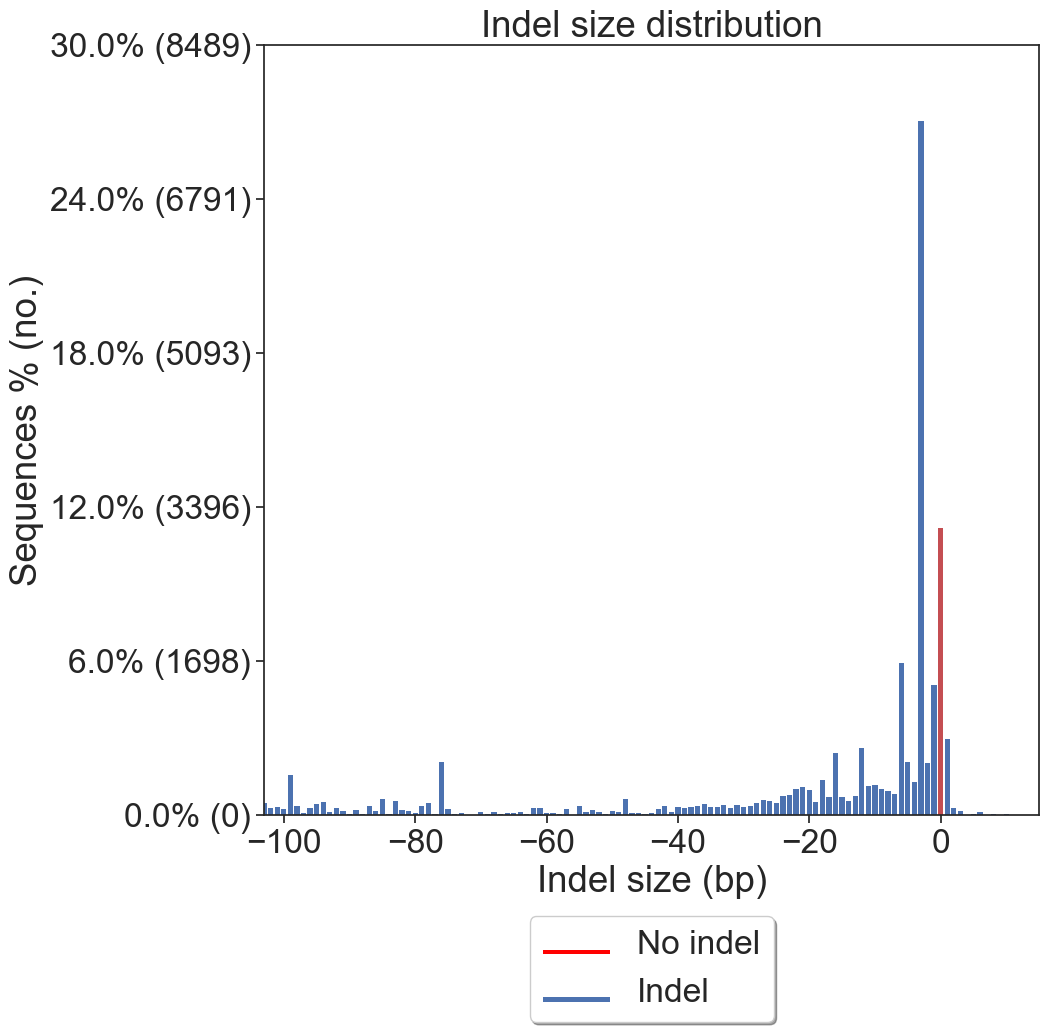 Indel size distribution
30.0% (8489)
24.0% (6791)
18.0% (5093)
12.0% (3396)
6.0% (1698)
0.0% (0)
Sequences % (no.)
−100 −80 −60 −40 −20 0
Indel size (bp)
No indel
Indel